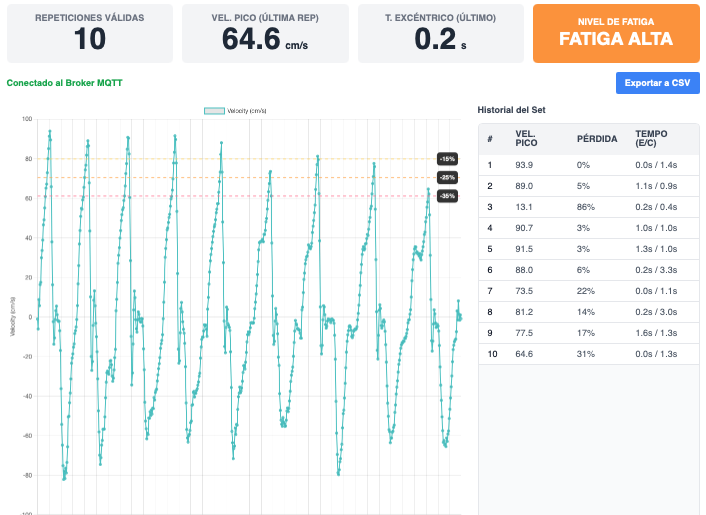 REPETICIONES VÁLIDAS
10
VEL. PICO (ÚLTIMA REP)
64.6 cm/s
T. EXCÉNTRICO (ÚLTIMO)
0.2 s
NIVEL DE FATIGA
FATIGA ALTA
Conectado al Broker MQTT
Exportar a CSV
Velocity (cm/s)
100
80
60
40
20
0
-20
-40
-60
-80
-100
Velocity (cm/s)
-15%
-25%
-35%
Historial del Set
# VEL. PICO PÉRDIDA TEMPO (E/C)
1 93.9 0% 0.0s / 1.4s
2 89.0 5% 1.1s / 0.9s
3 13.1 86% 0.2s / 0.4s
4 90.7 3% 1.0s / 1.0s
5 91.5 3% 1.3s / 1.0s
6 88.0 6% 0.2s / 3.3s
7 73.5 22% 0.0s / 1.1s
8 81.2 14% 0.2s / 3.0s
9 77.5 17% 1.6s / 1.3s
10 64.6 31% 0.0s / 1.3s